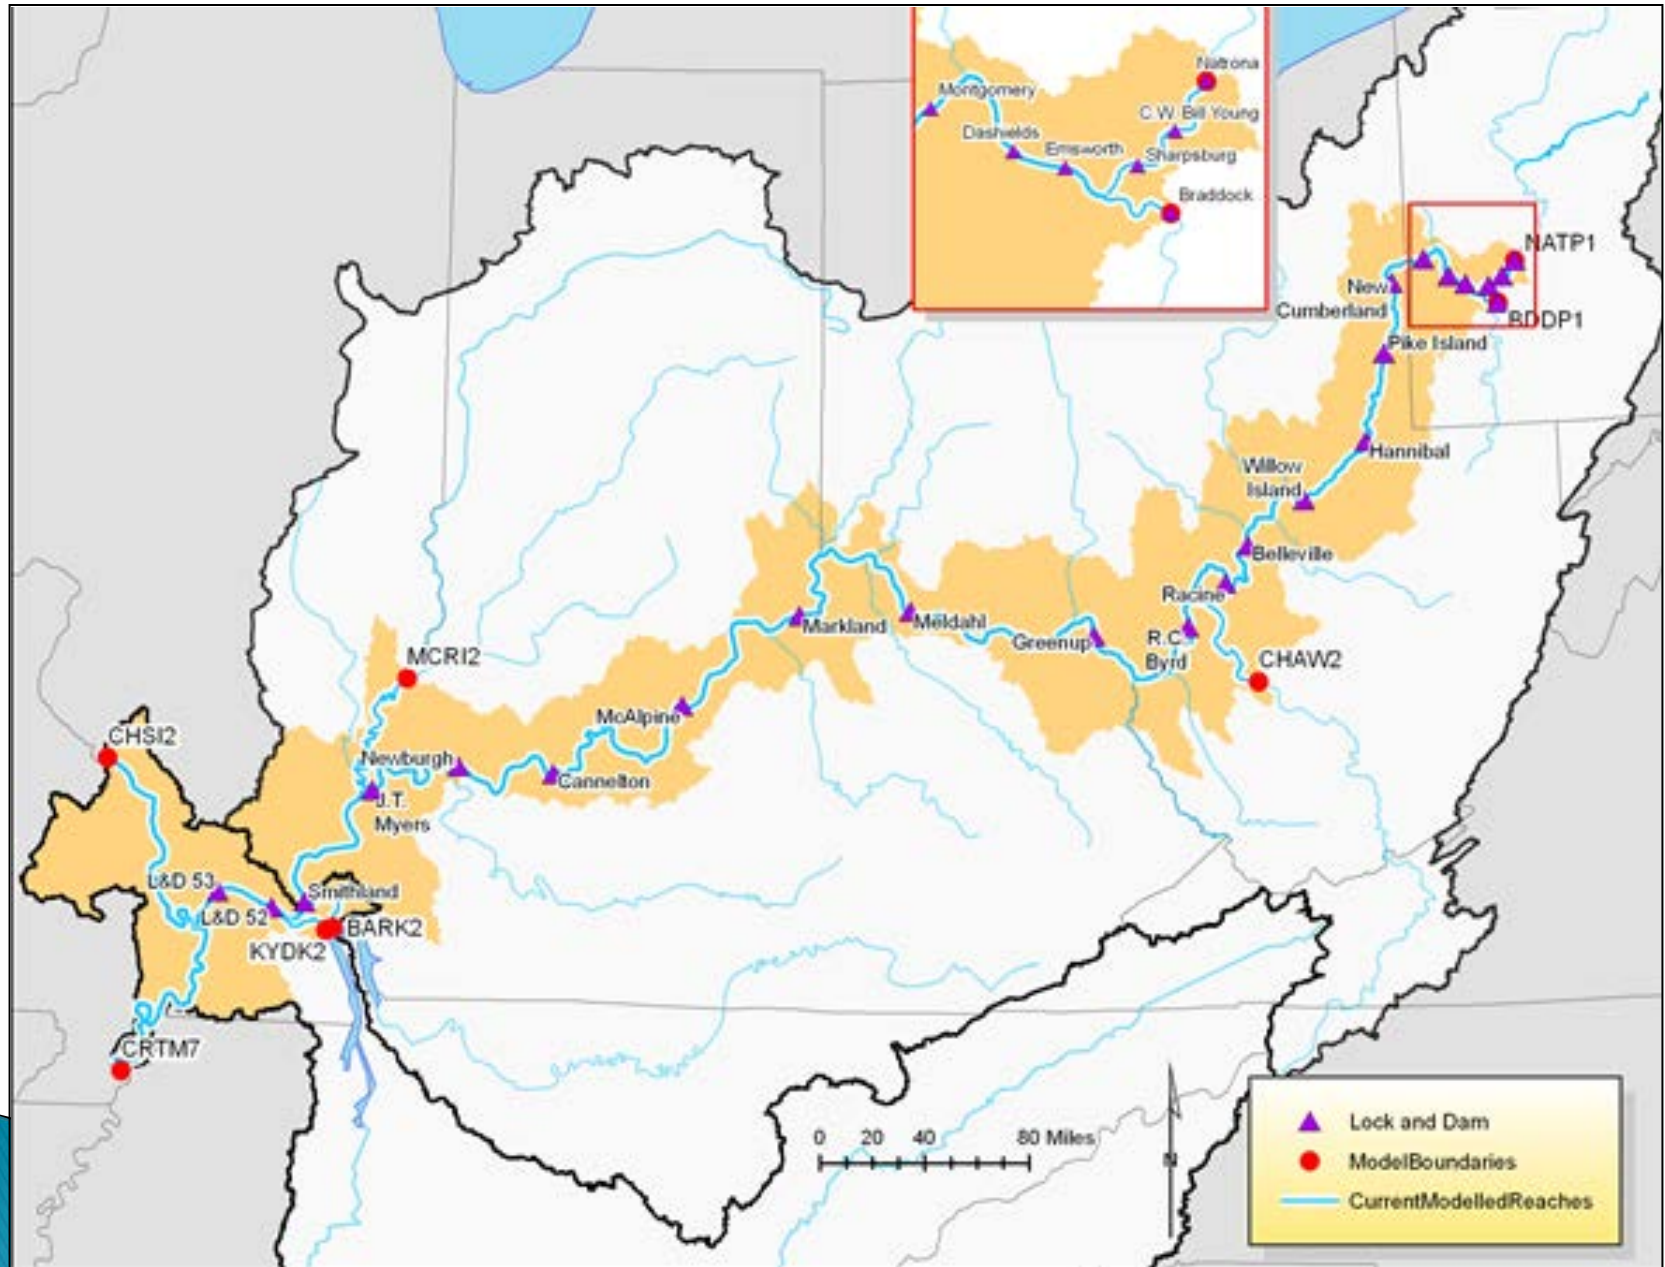 Natrona
Montgomery
C.W. Bill Young
Dashields
Emsworth
Sharpsburg
Braddock
NATP1
New
Cumberland
BDDP1
Pike Island
Hannibal
Willow
Island
Belleville
Racine
Markland
Meldahl
Greenup
R.C.
Byrd
CHAW2
MCRI2
McAlpine
CHSI2
Newburgh
Cannelton
J.T.
Myers
L&D 53
Smithland
L&D 52
BARK2
KYDK2
CRTM7
0 20 40 80 Miles
N
Lock and Dam
ModelBoundaries
CurrentModelledReaches